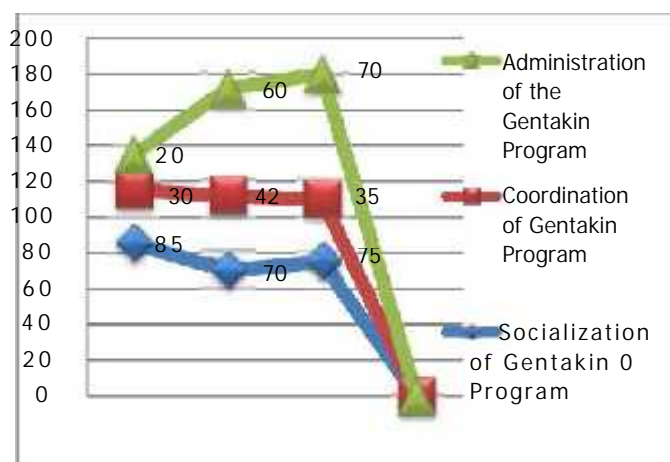 200
180
160
140
120
100
80
60
40
20
0
20
60
70
30
42
35
85
70
75
Administration
of the
Gentakin
Program
Coordination
of Gentakin
Program
Socialization
of Gentakin 0
Program